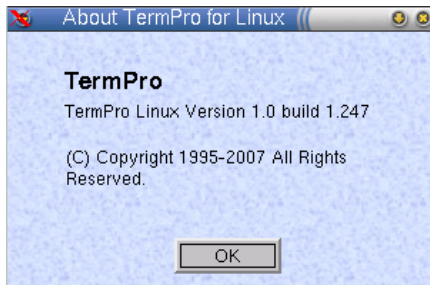 About TermPro for Linux
TermPro
TermPro Linux Version 1.0 build 1.247
(C) Copyright 1995-2007 All Rights
Reserved.
OK